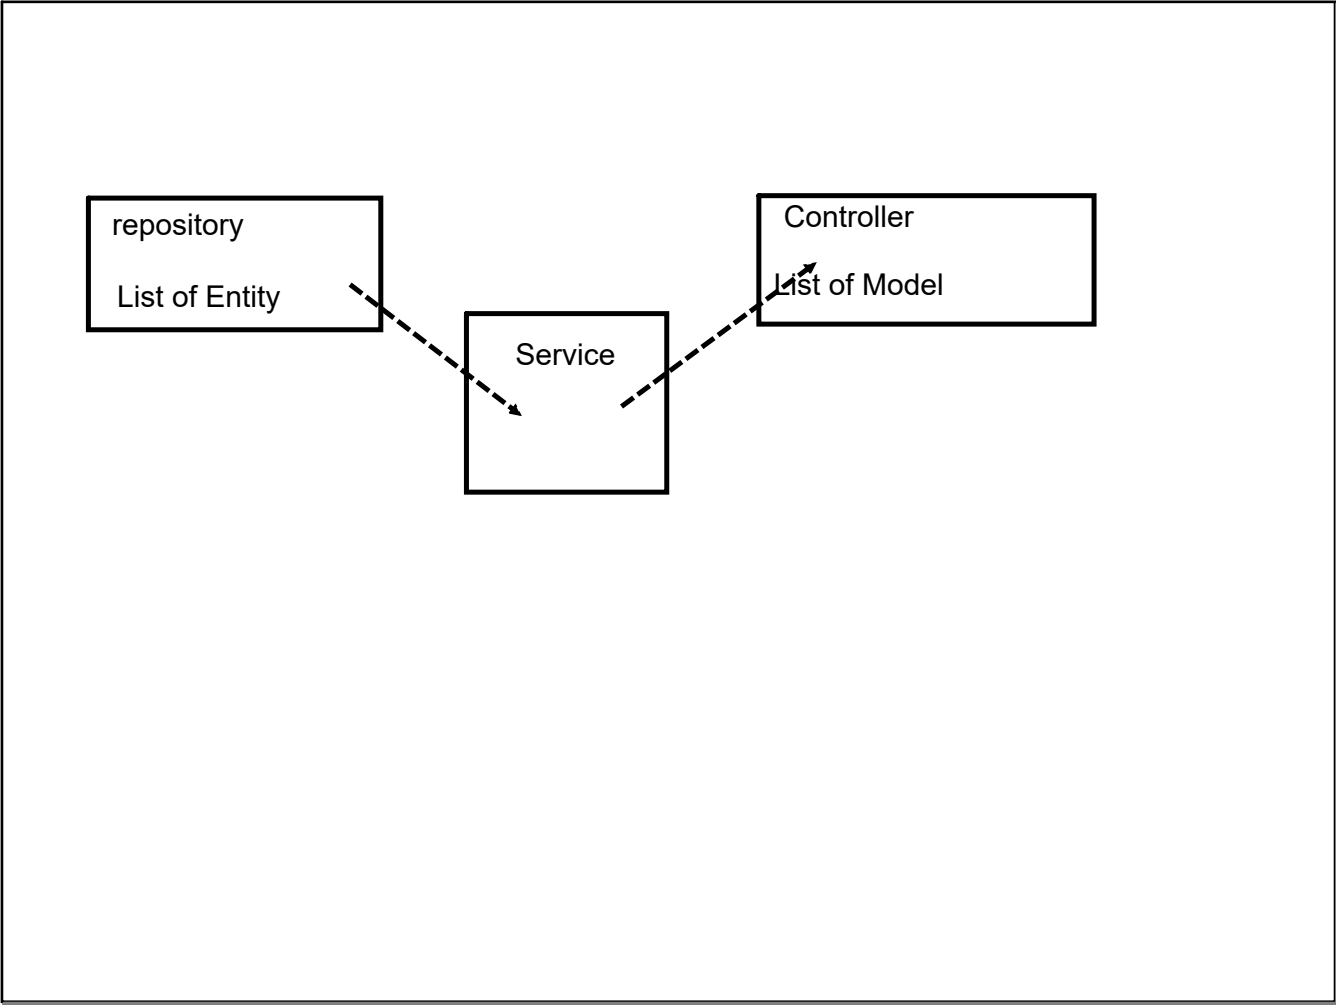 repository
List of Entity
Service
Controller
List of Model